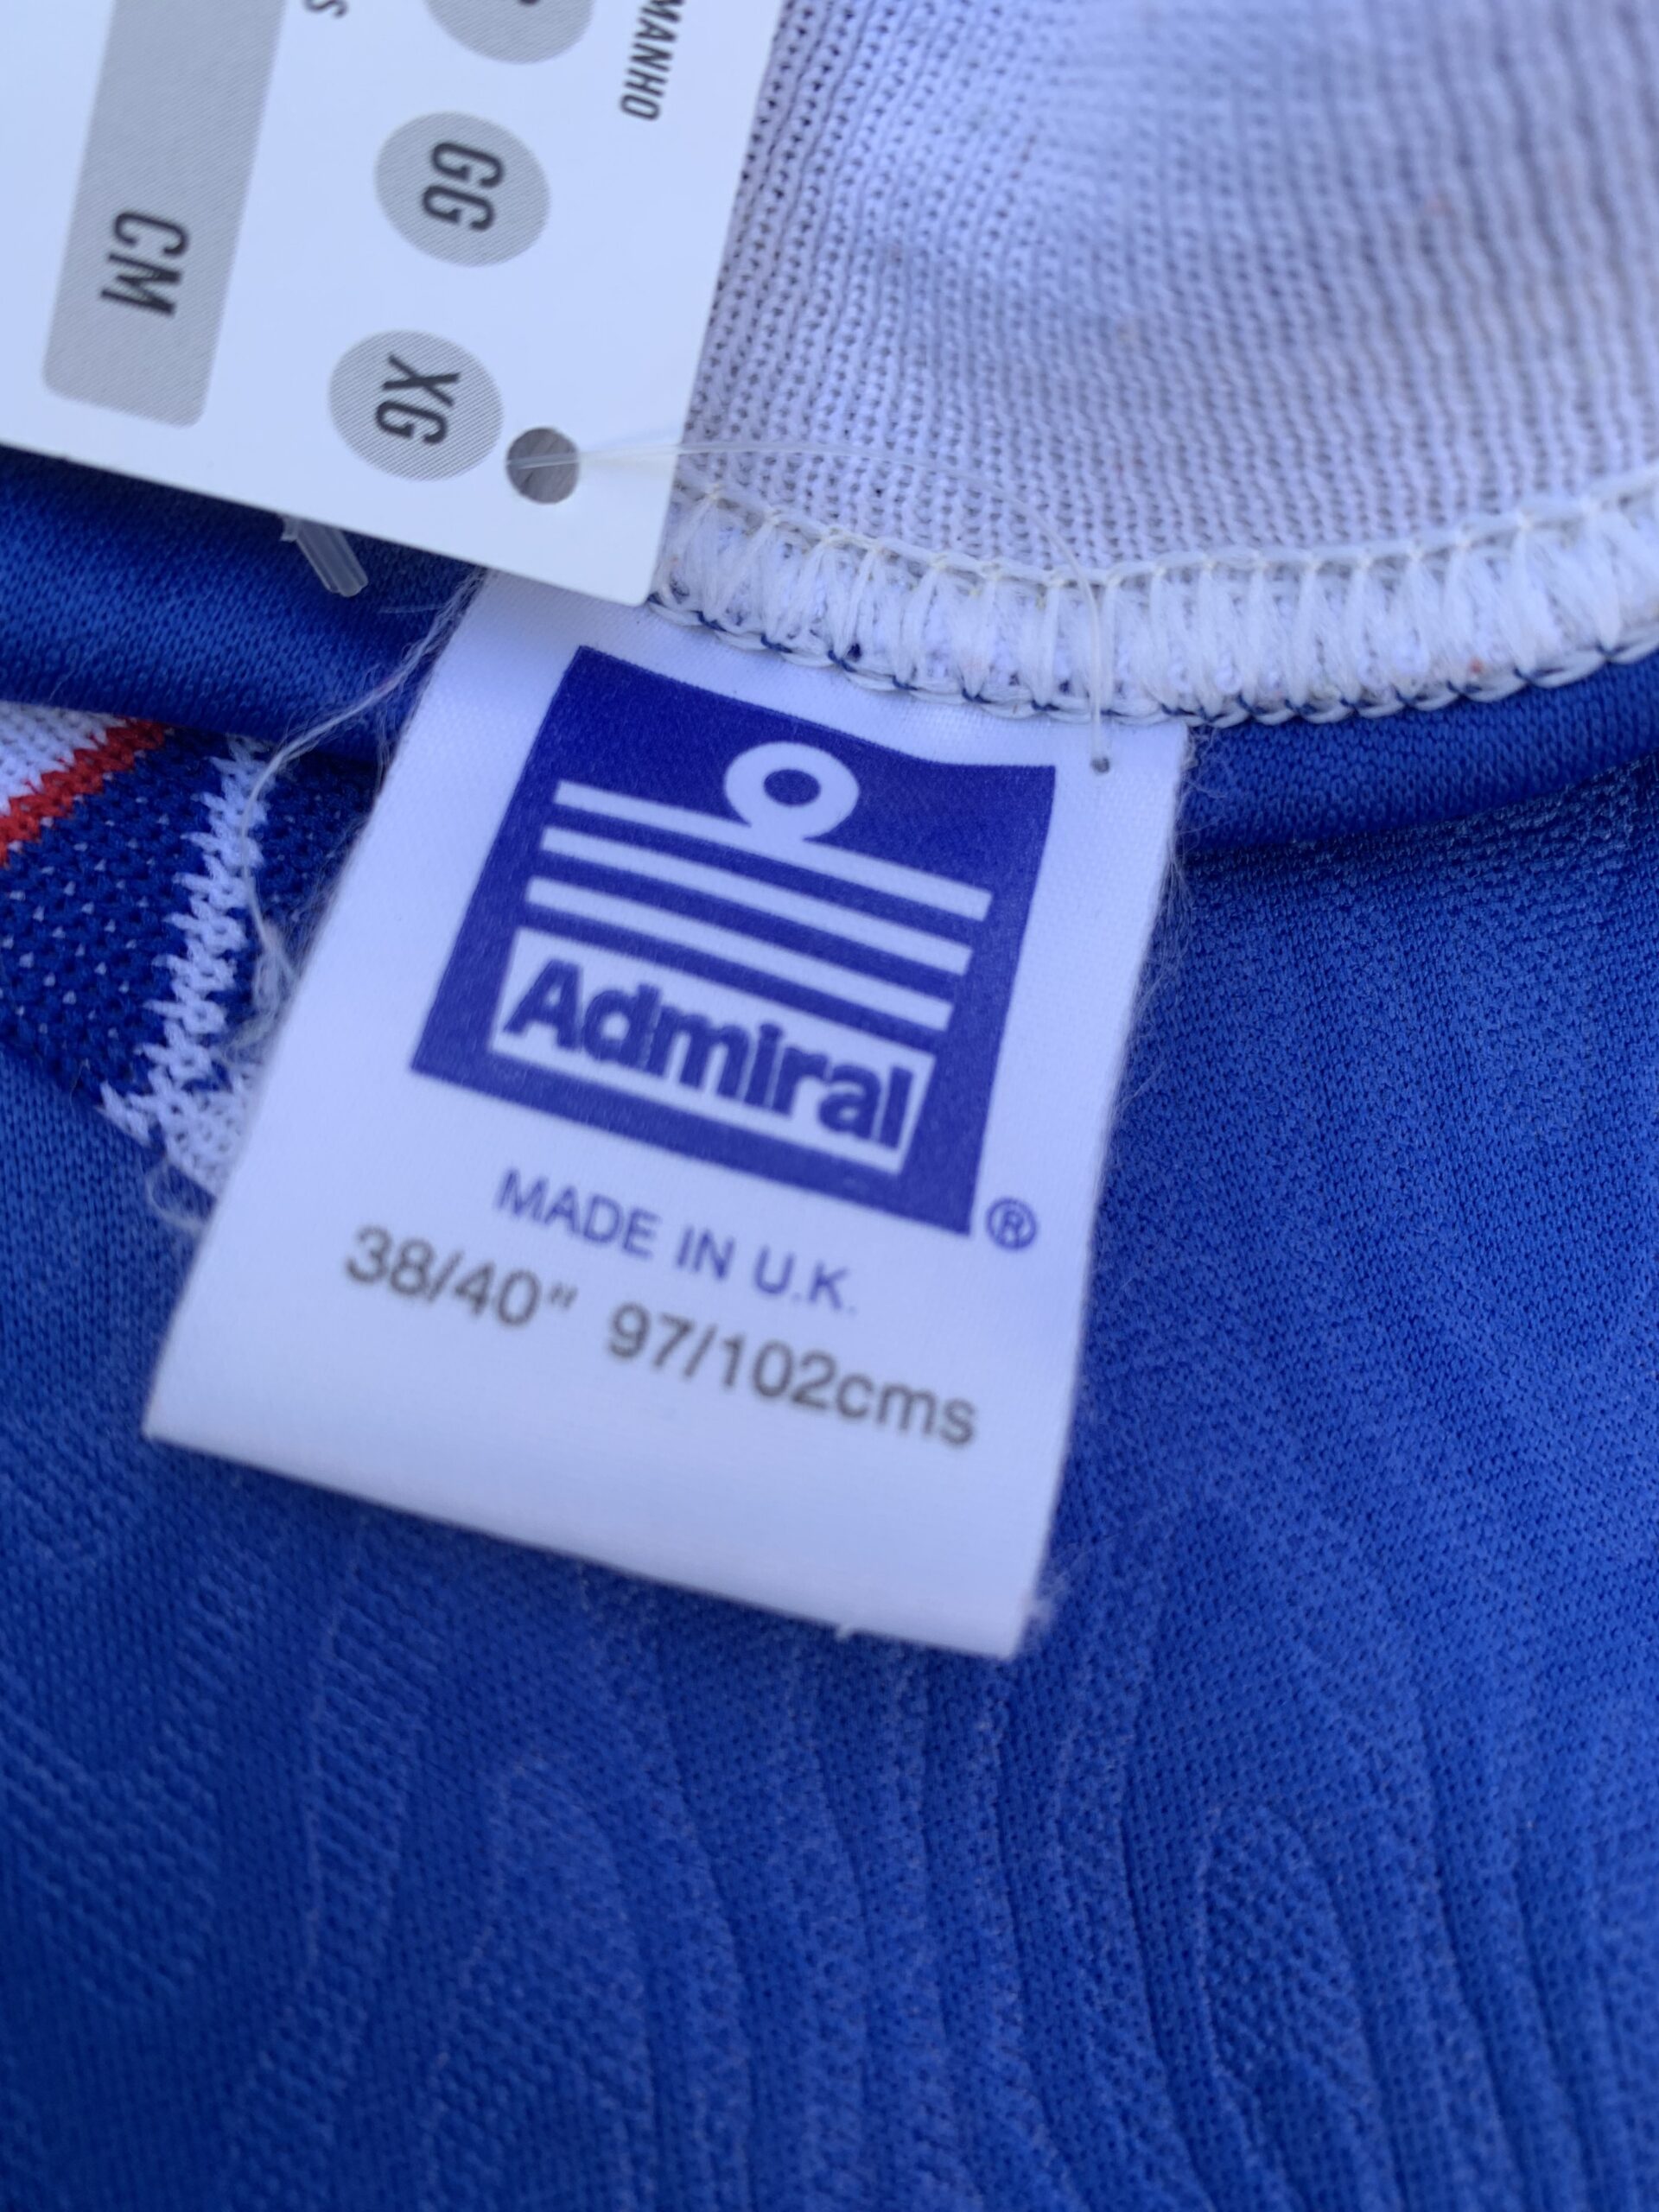 MANHO
GG
XG
CM
Admiral
®
MADE IN U.K.
38/40" 97/102cms